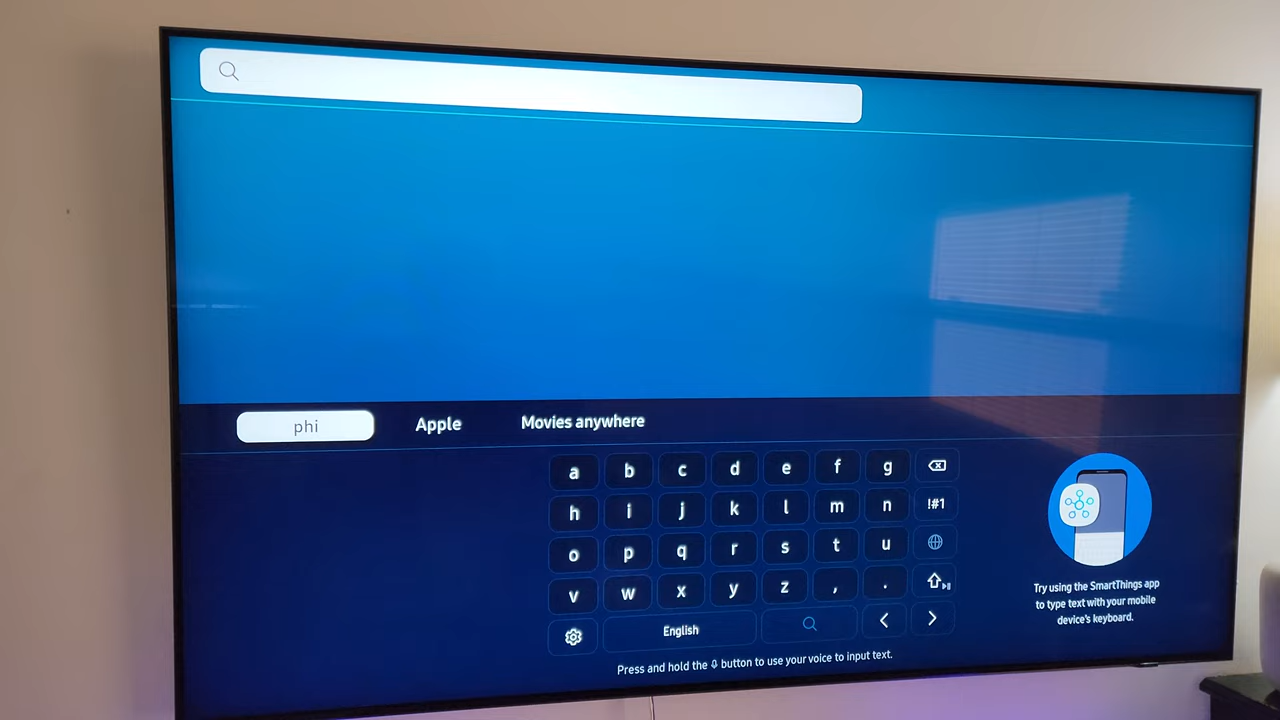 phi Apple Movies anywhere
a b c d e f g
h i j k l m n !#1
o p q r s t u
v w x y z , .
English
Press and hold the button to use your voice to input text.
Try using the SmartThings app
to type text with your mobile
device's keyboard.